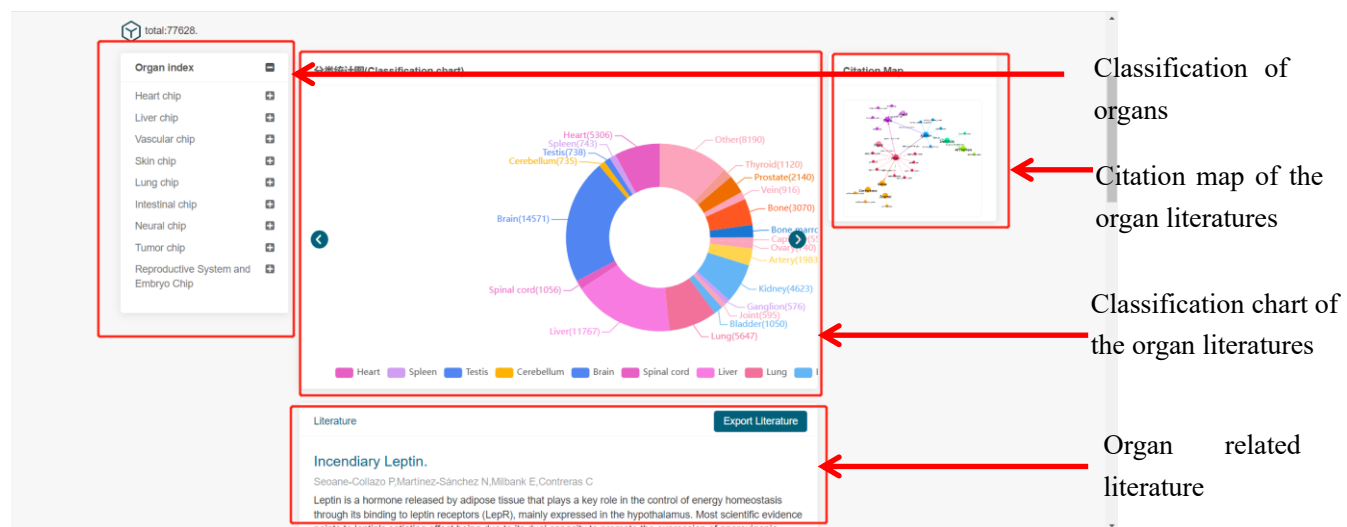 total:77628.
Organ index
Heart chip
Liver chip
Vascular chip
Skin chip
Lung chip
Intestinal chip
Neural chip
Tumor chip
Reproductive System and
Embryo Chip
分类统计图(Classification chart)
Heart(5306)
Spleen(743)
Testis(738)
Cerebellum(735)
Brain(14571)
Spinal cord(1056)
Liver(11767)
Other(8190)
Thyroid(1120)
Prostate(2140)
Vein(916)
Bone(3070)
Bone marro
Ovary
Artery(1983
Kidney(4623)
Ganglion(576)
Joint(595)
Bladder(1050)
Lung(5647)
Heart Spleen Testis Cerebellum Brain Spinal cord Liver Lung
Citation Map
Literature
Export Literature
Incendiary Leptin.
Seoane-Collazo P,Martínez-Sánchez N,Milbank E,Contreras C
Leptin is a hormone released by adipose tissue that plays a key role in the control of energy homeostasis
through its binding to leptin receptors (LepR), mainly expressed in the hypothalamus. Most scientific evidence
Classification of
organs
Citation map of the
organ literatures
Classification chart of
the organ literatures
Organ related
literature